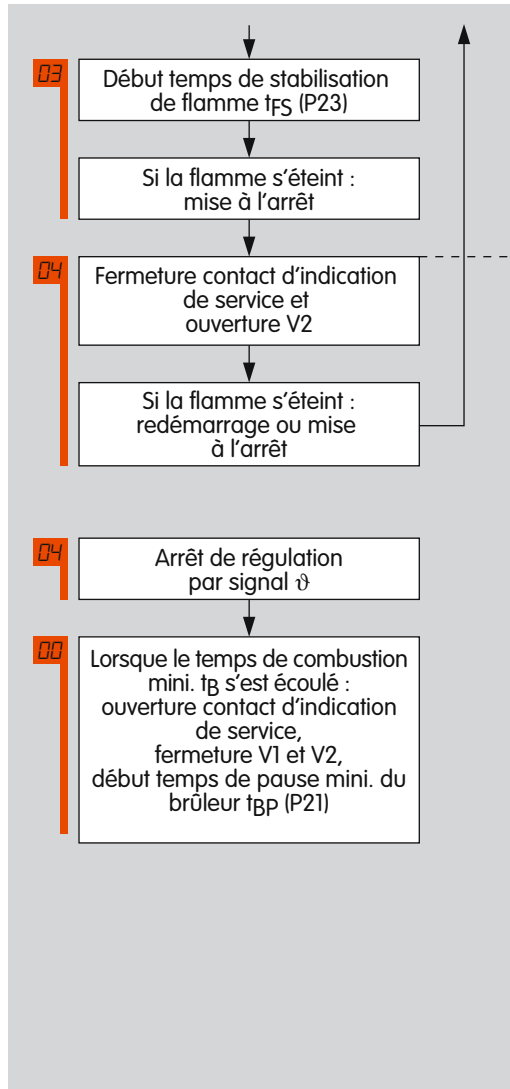 03
Début temps de stabilisation
de flamme tFS (P23)
Si la flamme s’éteint :
mise à l’arrêt
04
Fermeture contact d’indication
de service et
ouverture V2
Si la flamme s’éteint :
redémarrage ou mise
à l’arrêt
04
Arrêt de régulation
par signal ϑ
00
Lorsque le temps de combustion
mini. tB s’est écoulé :
ouverture contact d’indication
de service,
fermeture V1 et V2,
début temps de pause mini. du
brûleur tBP (P21)